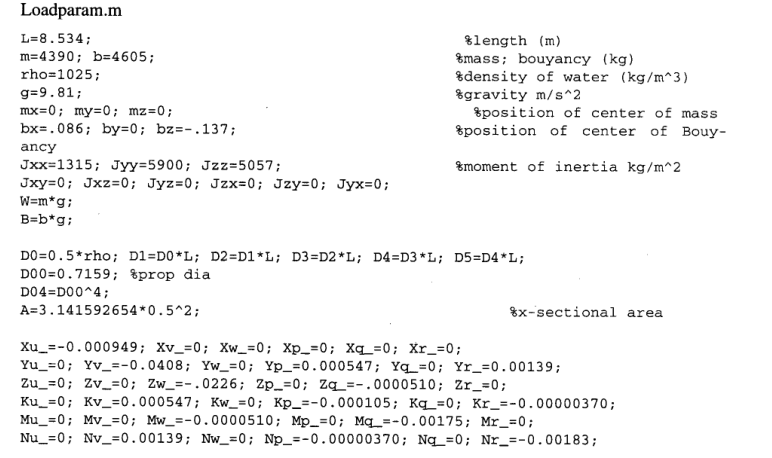 Loadparam.m
L=8.534; %length (m)
m=4390; b=4605; %mass; bouyancy (kg)
rho=1025; %density of water (kg/m^3)
g=9.81; %gravity m/s^2
mx=0; my=0; mz=0; %position of center of mass
bx=.086; by=0; bz=-.137; %position of center of Bouy-
ancy
Jxx=1315; Jyy=5900; Jzz=5057; %moment of inertia kg/m^2
Jxy=0; Jxz=0; Jyz=0; Jzx=0; Jzy=0; Jyx=0;
W=m*g;
B=b*g;
D0=0.5*rho; D1=D0*L; D2=D1*L; D3=D2*L; D4=D3*L; D5=D4*L;
D00=0.7159; %prop dia
D04=D00^4;
A=3.141592654*0.5^2; %x-sectional area
Xu_=-0.000949; Xv_=0; Xw_=0; Xp_=0; Xq_=0; Xr_=0;
Yu_=0; Yv_=-0.0408; Yw_=0; Yp_=0.000547; Yq_=0; Yr_=0.00139;
Zu_=0; Zv_=0; Zw_=-.0226; Zp_=0; Zq_=-.0000510; Zr_=0;
Ku_=0; Kv_=0.000547; Kw_=0; Kp_=-0.000105; Kq_=0; Kr_=-0.00000370;
Mu_=0; Mv_=0; Mw_=-0.0000510; Mp_=0; Mq_=-0.00175; Mr_=0;
Nu_=0; Nv_=0.00139; Nw_=0; Np_=-0.00000370; Nq_=0; Nr_=-0.00183;